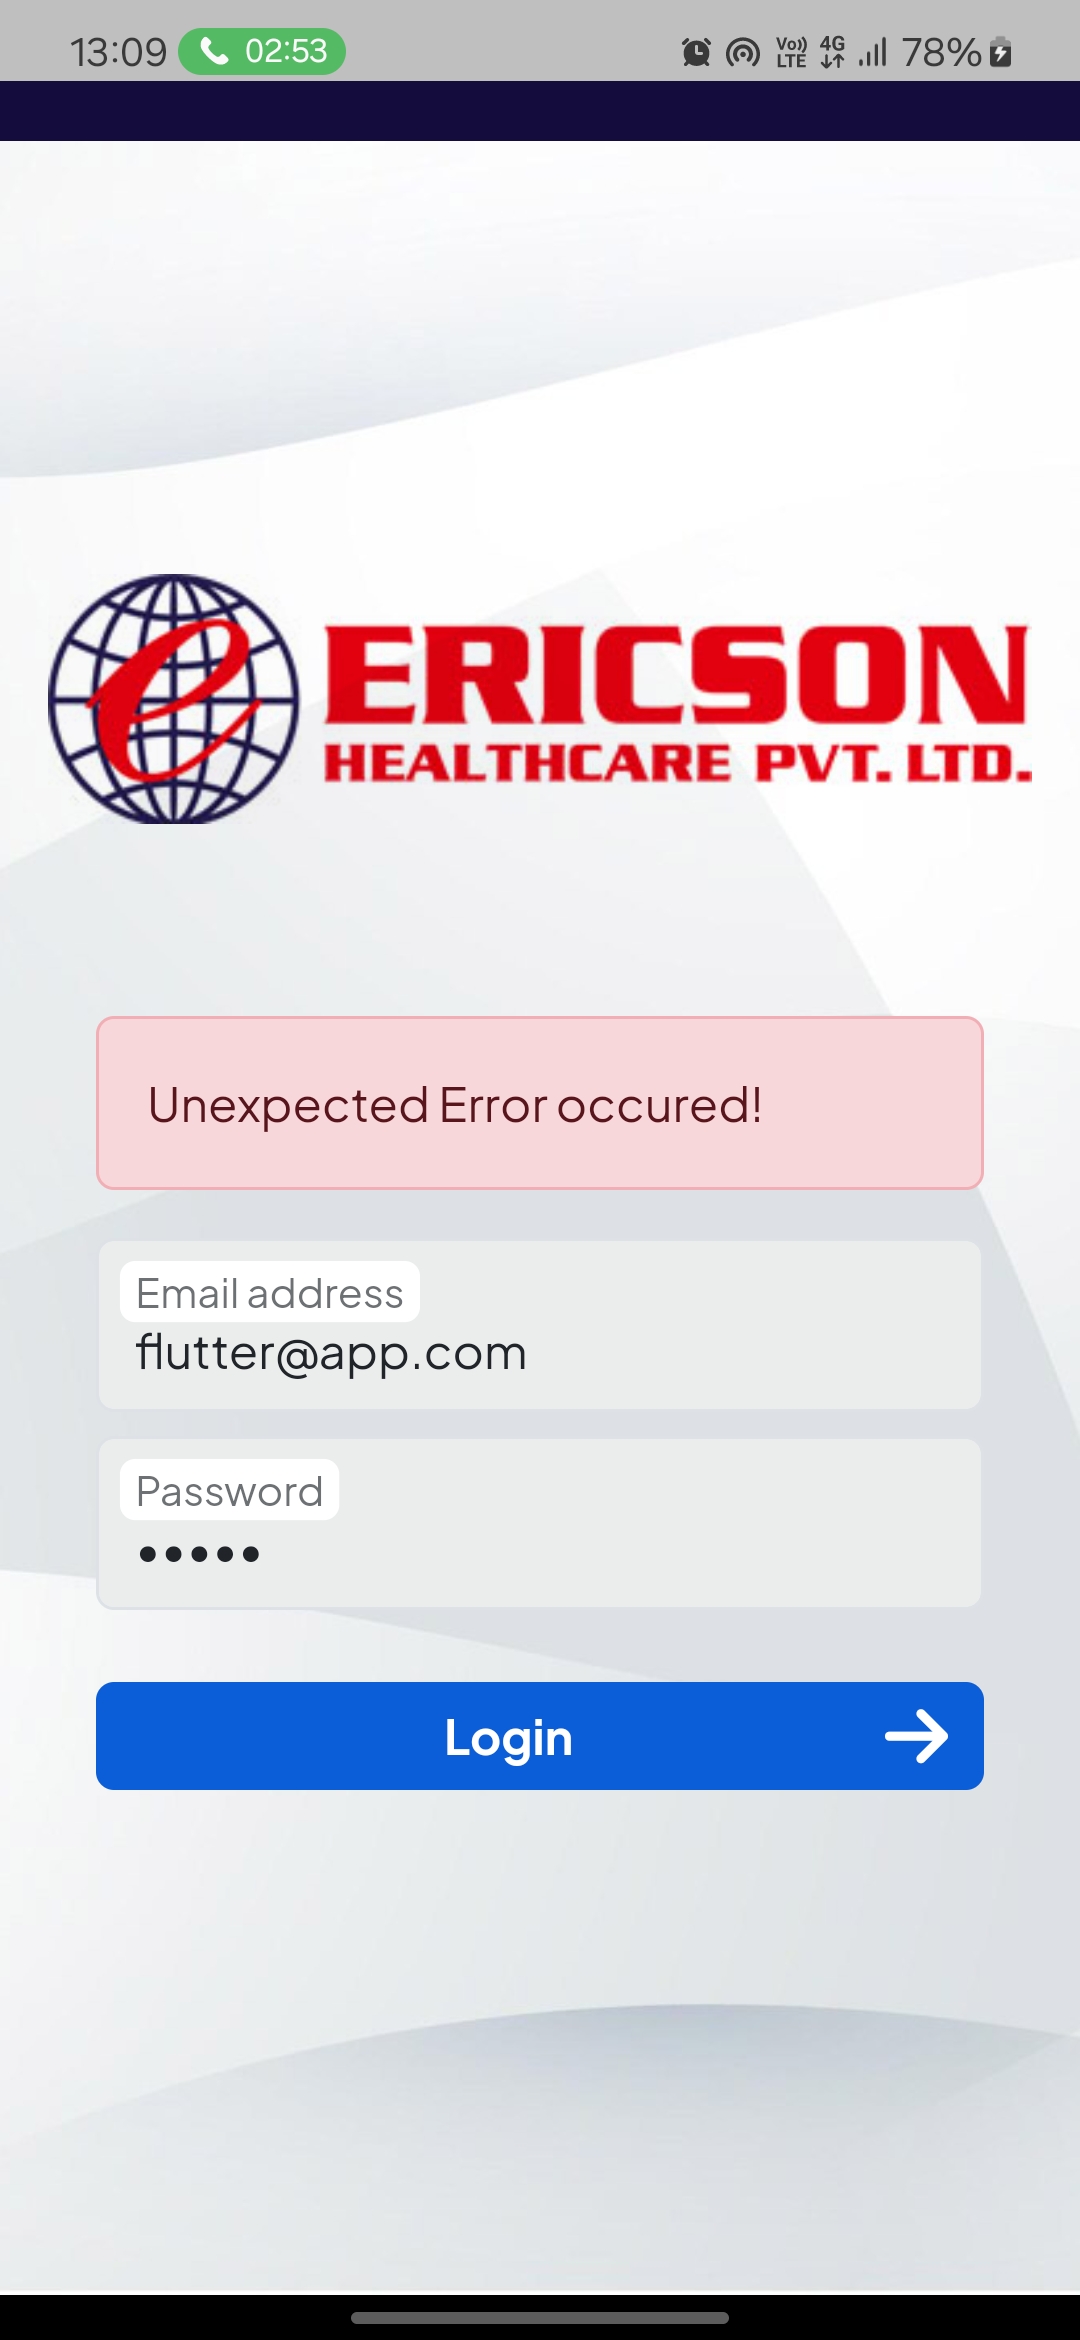 13:09 02:53 Vo)) LTE 4G 78%
e ERICSON
HEALTHCARE PVT. LTD.
Unexpected Error occured!
Email address
flutter@app.com
Password
•••••
Login